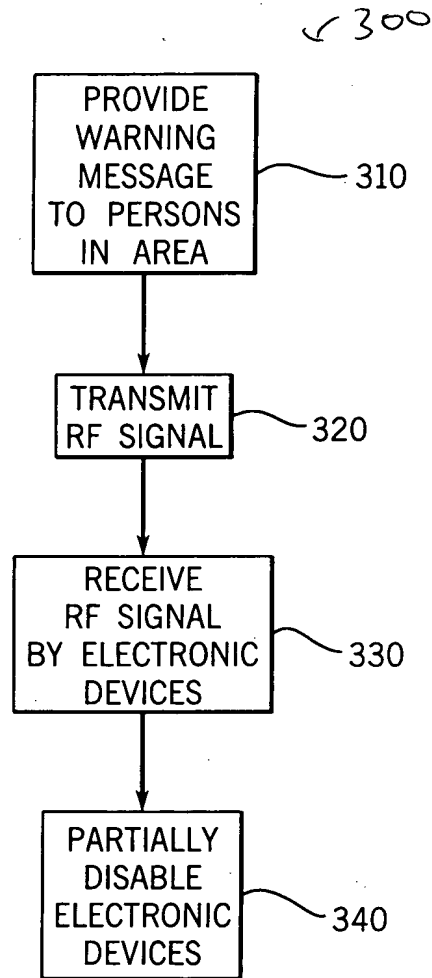 300
PROVIDE
WARNING
MESSAGE
TO PERSONS
IN AREA
310
TRANSMIT
RF SIGNAL
320
RECEIVE
RF SIGNAL
BY ELECTRONIC
DEVICES
330
PARTIALLY
DISABLE
ELECTRONIC
DEVICES
340